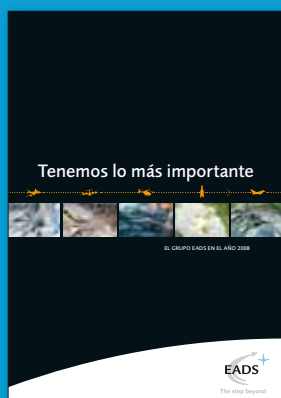 Tenemos lo más importante
EL GRUPO EADS EN EL AÑO 2008
EADS
The step beyond